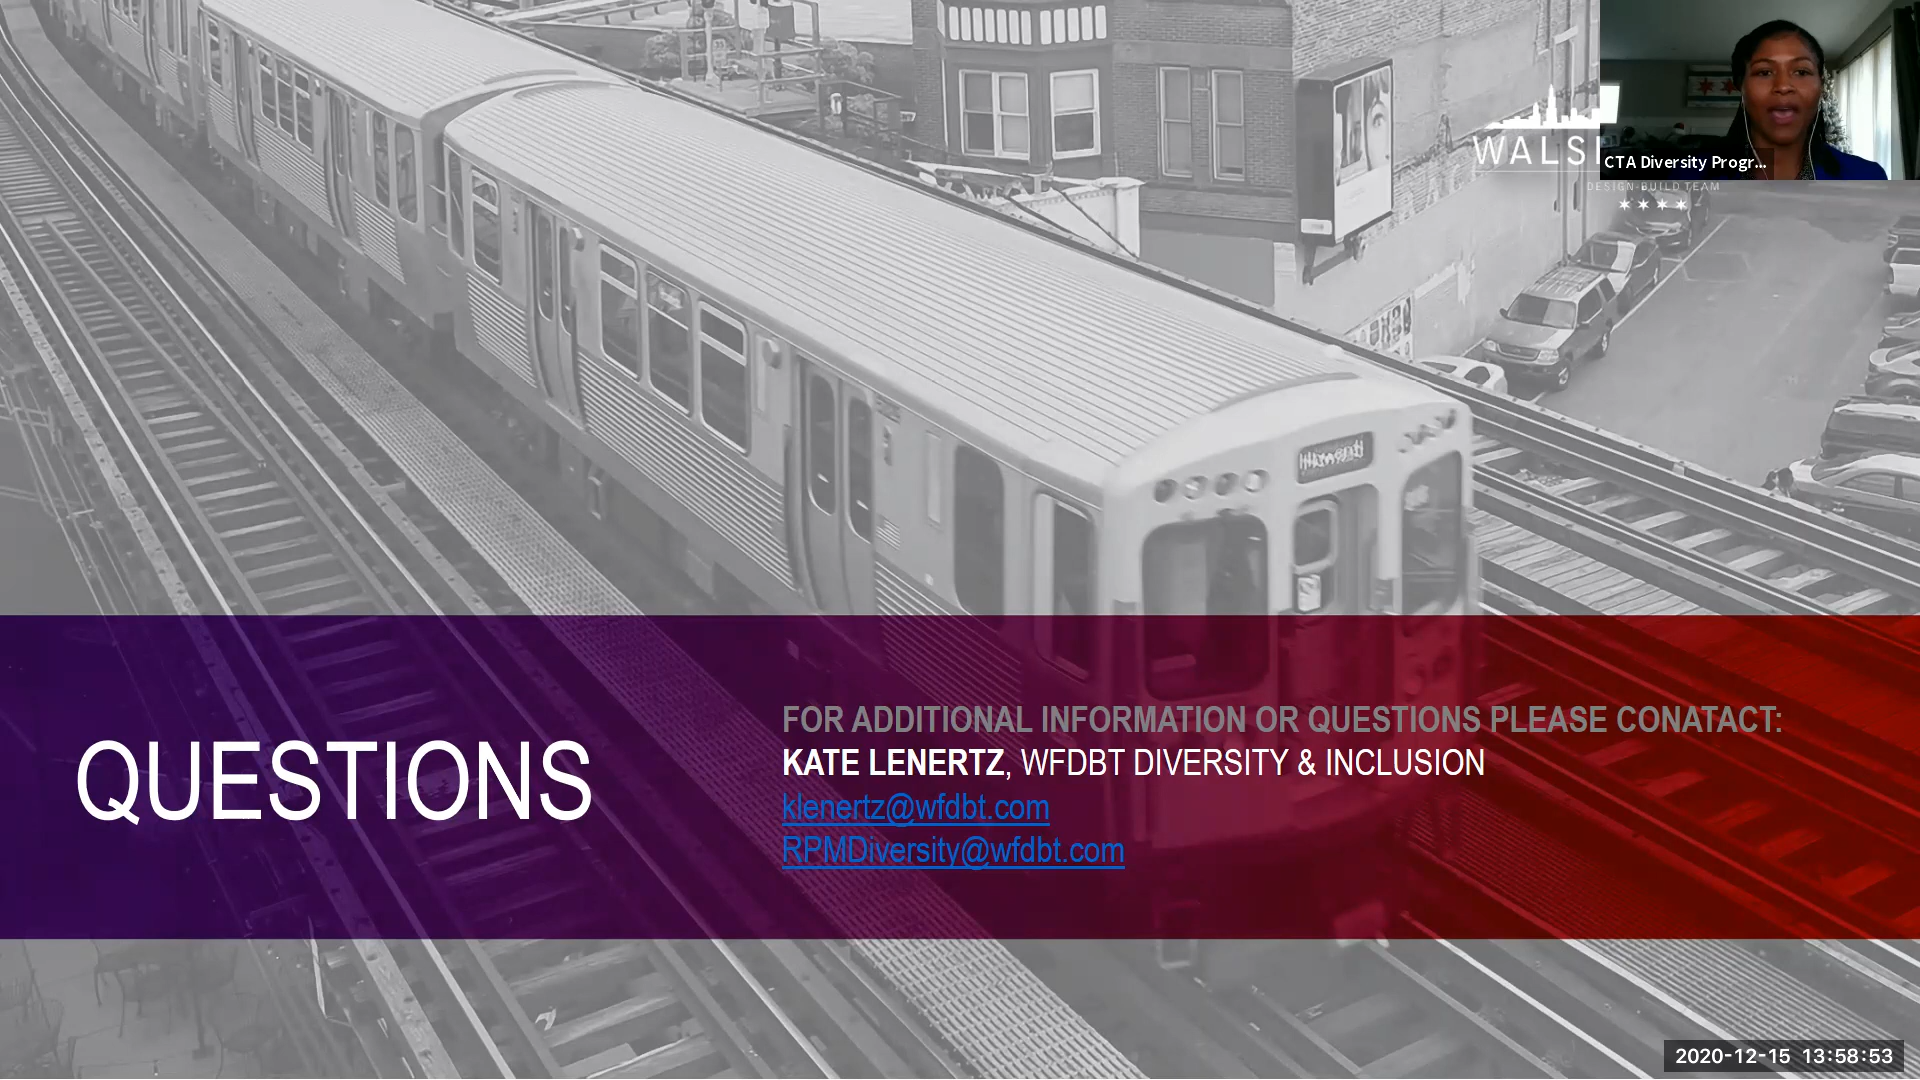 WALS
CTA Diversity Progr...
DESIGN-BUILD TEAM
QUESTIONS
FOR ADDITIONAL INFORMATION OR QUESTIONS PLEASE CONATACT:
KATE LENERTZ, WFDBT DIVERSITY & INCLUSION
klenertz@wfdbt.com
RPMDiversity@wfdbt.com
2020-12-15 13:58:53